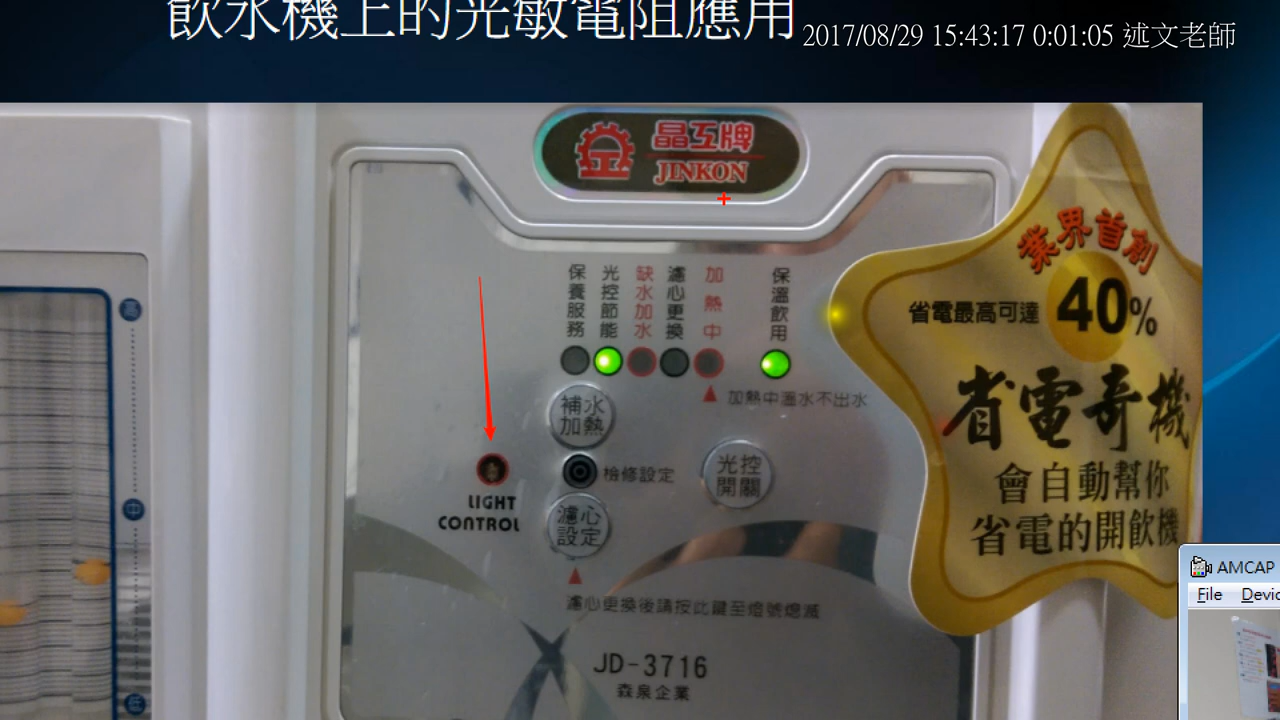 飲水機上的光敏電阻應用
2017/08/29 15:43:17 0:01:05 述文老師
晶工牌
JINKON
保養服務
光控節能
缺水加水
濾心更換
加熱中
保溫飲用
加熱中溫水不出水
補水
加熱
檢修設定
光控
開關
LIGHT
CONTROL
濾心
設定
濾心更換後請按此鍵至燈號熄滅
JD-3716
森泉企業
高
中
低
業界首創
省電最高可達 40%
省電奇機
會自動幫你
省電的開飲機
AMCAP
File Devic